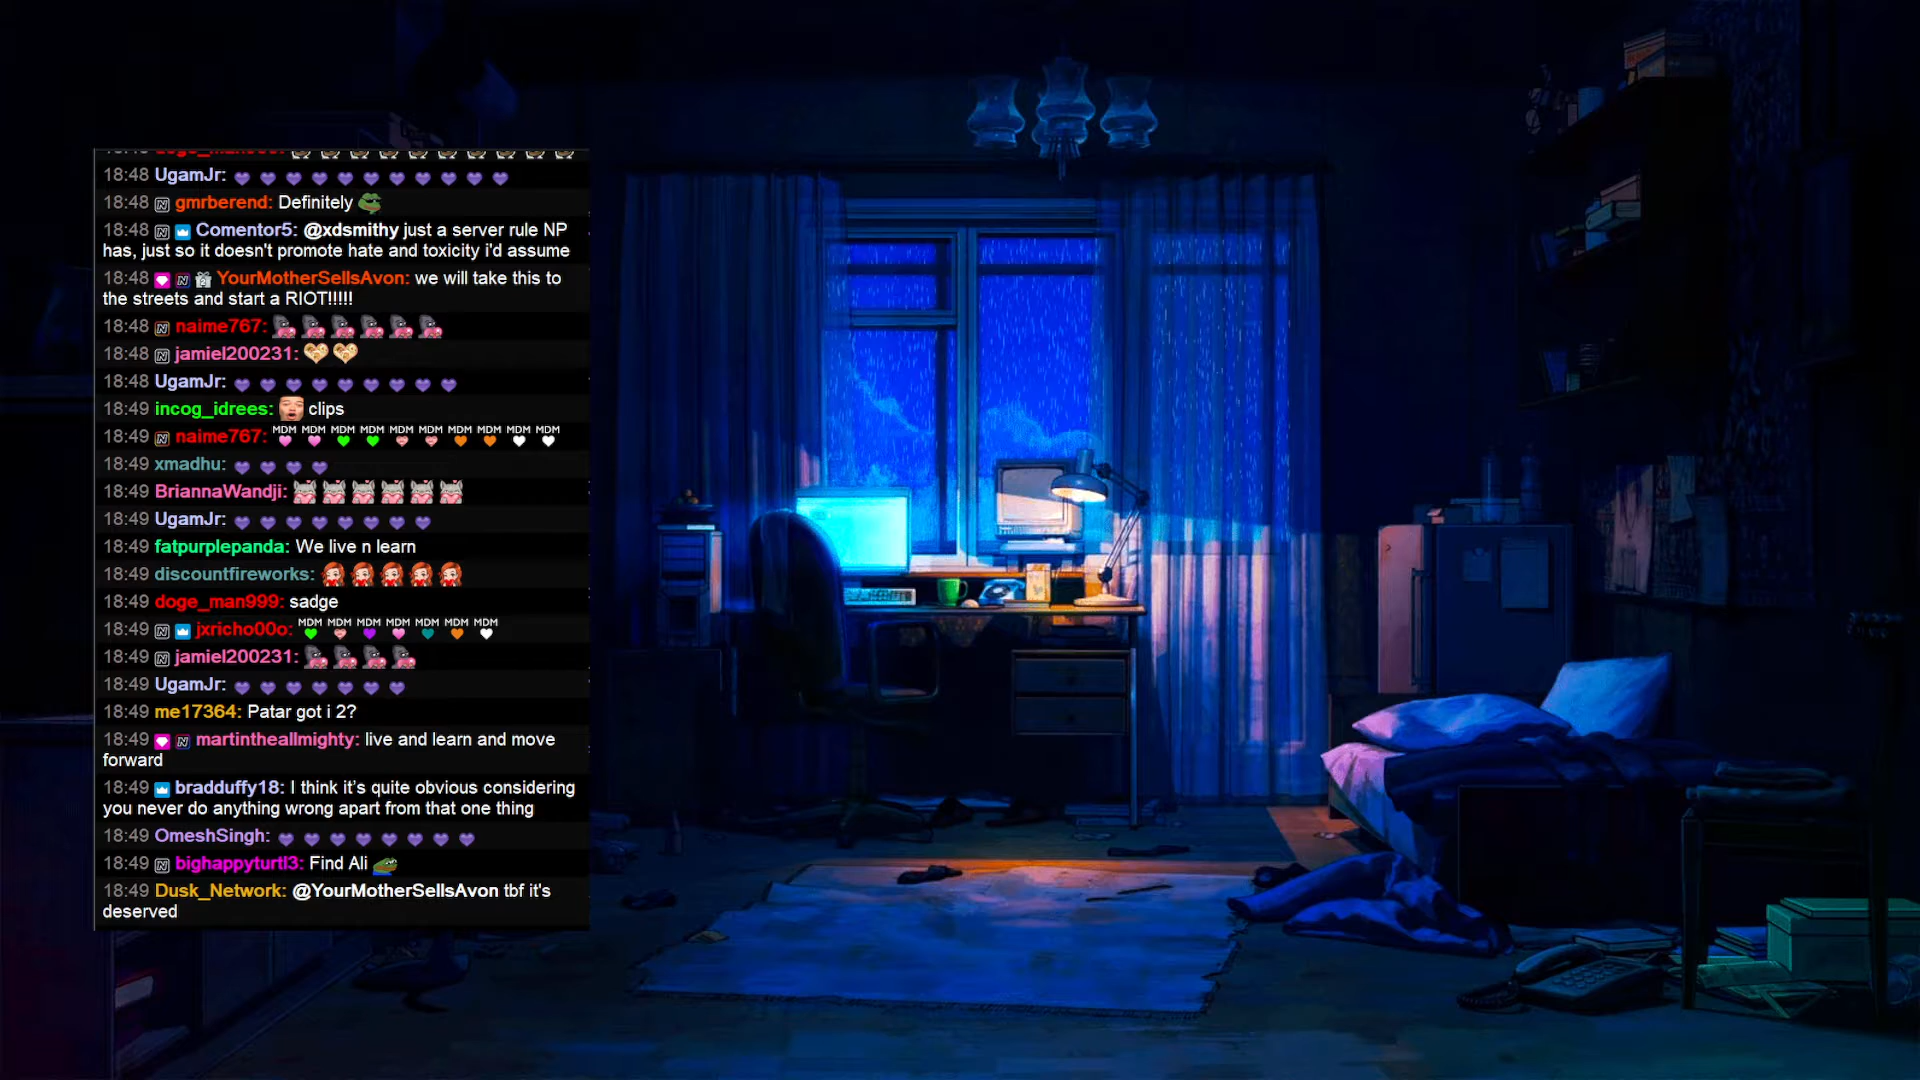 18:48 UgamJr:
18:48 gmrberend: Definitely
18:48 Comentor5: @xdsmithy just a server rule NP
has, just so it doesn't promote hate and toxicity i'd assume
18:48 YourMotherSellsAvon: we will take this to
the streets and start a RIOT!!!!!
18:48 naime767:
18:48 jamiel200231:
18:48 UgamJr:
18:49 incog_idrees: clips
18:49 naime767: MDM MDM MDM MDM MDM MDM MDM MDM MDM MDM
18:49 xmadhu:
18:49 BriannaWandji:
18:49 UgamJr:
18:49 fatpurplepanda: We live n learn
18:49 discountfireworks:
18:49 doge_man999: sadge
18:49 jxricho00o: MDM MDM MDM MDM MDM MDM MDM
18:49 jamiel200231:
18:49 UgamJr:
18:49 me17364: Patar got i 2?
18:49 martintheallmighty: live and learn and move
forward
18:49 bradduffy18: I think it's quite obvious considering
you never do anything wrong apart from that one thing
18:49 OmeshSingh:
18:49 bighappyturtl3: Find Ali
18:49 Dusk_Network: @YourMotherSellsAvon tbf it's
deserved